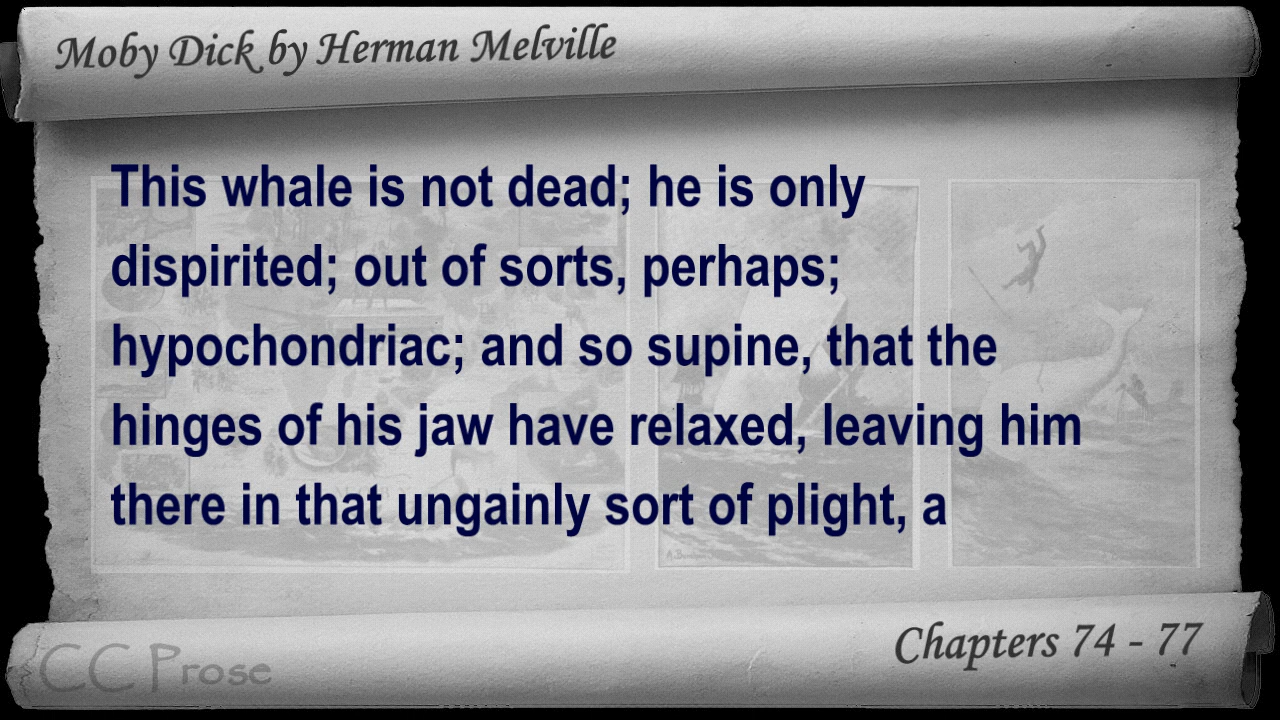 Moby Dick by Herman Melville
This whale is not dead; he is only
dispirited; out of sorts, perhaps;
hypochondriac; and so supine, that the
hinges of his jaw have relaxed, leaving him
there in that ungainly sort of plight, a
Chapters 74 - 77
CC Prose